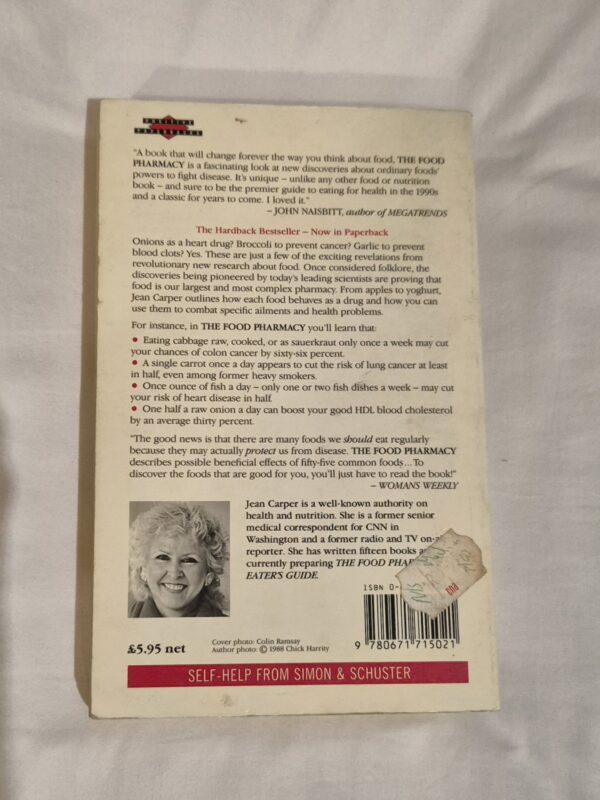 POSITIVE
PAPERBACKS
"A book that will change forever the way you think about food, THE FOOD
PHARMACY is a fascinating look at new discoveries about ordinary foods'
powers to fight disease. It's unique – unlike any other food or nutrition
book – and sure to be the premier guide to eating for health in the 1990s
and a classic for years to come. I loved it."
– JOHN NAISBITT, author of MEGATRENDS
The Hardback Bestseller – Now in Paperback
Onions as a heart drug? Broccoli to prevent cancer? Garlic to prevent
blood clots? Yes. These are just a few of the exciting revelations from
revolutionary new research about food. Once considered folklore, the
discoveries being pioneered by today's leading scientists are proving that
food is our largest and most complex pharmacy. From apples to yoghurt,
Jean Carper outlines how each food behaves as a drug and how you can
use them to combat specific ailments and health problems.
For instance, in THE FOOD PHARMACY you'll learn that:
• Eating cabbage raw, cooked, or as sauerkraut only once a week may cut
your chances of colon cancer by sixty-six percent.
• A single carrot once a day appears to cut the risk of lung cancer at least
in half, even among former heavy smokers.
• Once ounce of fish a day – only one or two fish dishes a week – may cut
your risk of heart disease in half.
• One half a raw onion a day can boost your good HDL blood cholesterol
by an average thirty percent.
"The good news is that there are many foods we should eat regularly
because they may actually protect us from disease. THE FOOD PHARMACY
describes possible beneficial effects of fifty-five common foods ... To
discover the foods that are good for you, you'll just have to read the book!"
– WOMANS WEEKLY
Jean Carper is a well-known authority on
health and nutrition. She is a former senior
medical correspondent for CNN in
Washington and a former radio and TV on-
reporter. She has written fifteen books
currently preparing THE FOOD
EATER'S GUIDE.
ISBN 0-
9 780671 715021
£5.95 net
Cover photo: Colin Ramsay
Author photo: © 1988 Chick Harrity
SELF-HELP FROM SIMON & SCHUSTER